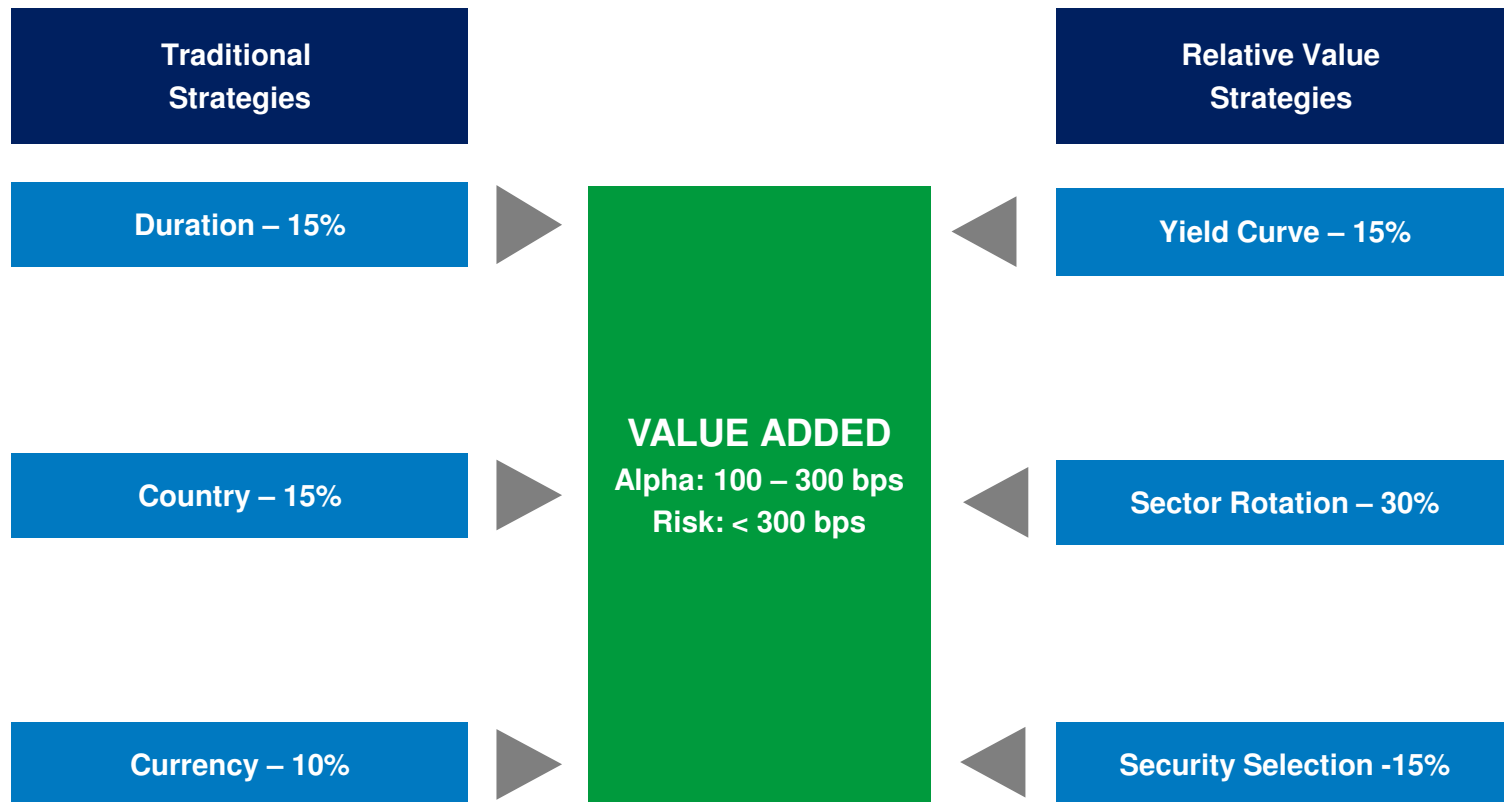 Traditional
Strategies
Relative Value
Strategies
Duration – 15%
Yield Curve – 15%
VALUE ADDED
Alpha: 100 – 300 bps
Risk: < 300 bps
Country – 15%
Sector Rotation – 30%
Currency – 10%
Security Selection -15%